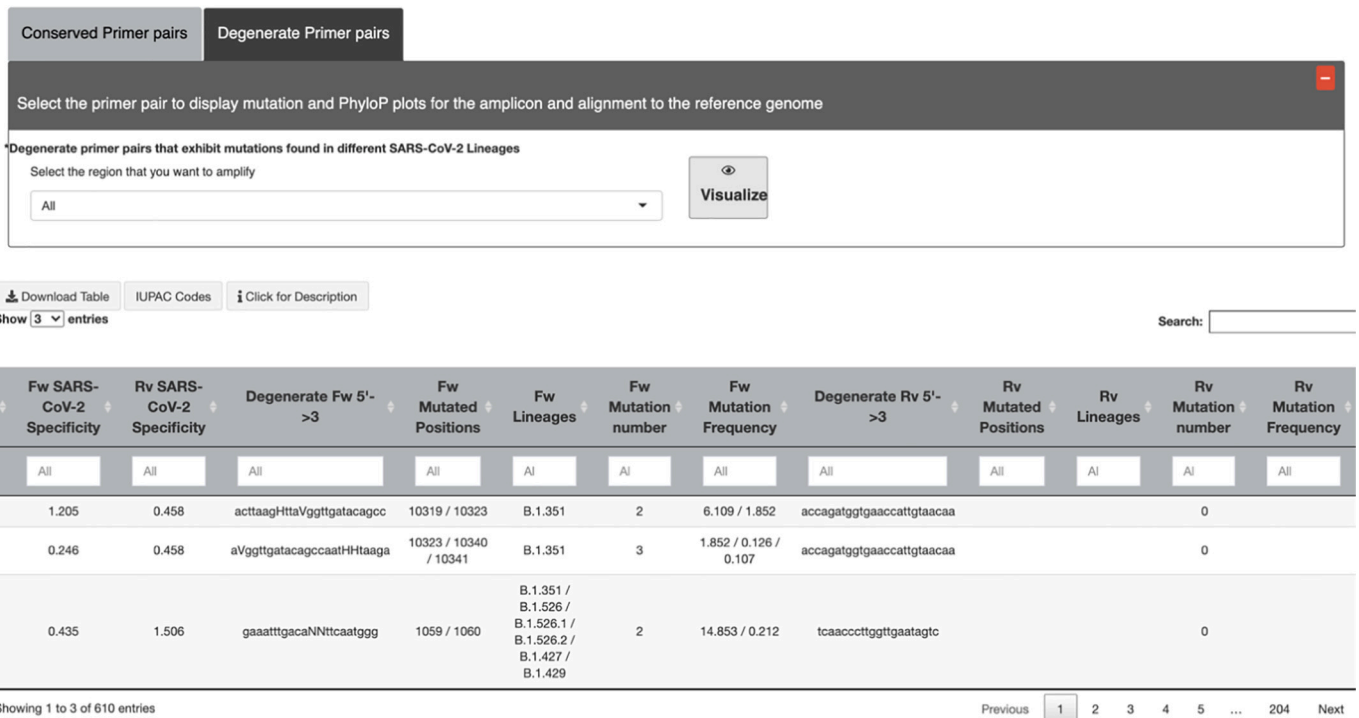 Conserved Primer pairs
Degenerate Primer pairs
Select the primer pair to display mutation and PhyloP plots for the amplicon and alignment to the reference genome
*Degenerate primer pairs that exhibit mutations found in different SARS-CoV-2 Lineages
Select the region that you want to amplify
All
Visualize
Download Table
IUPAC Codes
Click for Description
Show 3 entries
Search:
Fw SARS-CoV-2 Specificity
Rv SARS-CoV-2 Specificity
Degenerate Fw 5'->3
Fw Mutated Positions
Fw Lineages
Fw Mutation number
Fw Mutation Frequency
Degenerate Rv 5'->3
Rv Mutated Positions
Rv Lineages
Rv Mutation number
Rv Mutation Frequency
All All All All Al Al All All All Al Al All
1.205 0.458 acttaagHttaVggttgatacagcc 10319 / 10323 B.1.351 2 6.109 / 1.852 accagatggtgaaccattgtaacaa 0
0.246 0.458 aVggttgatacagccaatHHtaaga 10323 / 10340 / 10341 B.1.351 3 1.852 / 0.126 / 0.107 accagatggtgaaccattgtaacaa 0
0.435 1.506 gaaatttgacaNNttcaatggg 1059 / 1060 B.1.351 / B.1.526 / B.1.526.1 / B.1.526.2 / B.1.427 / B.1.429 2 14.853 / 0.212 tcaacccttggttgaatagtc 0
Showing 1 to 3 of 610 entries
Previous 1 2 3 4 5 ... 204 Next